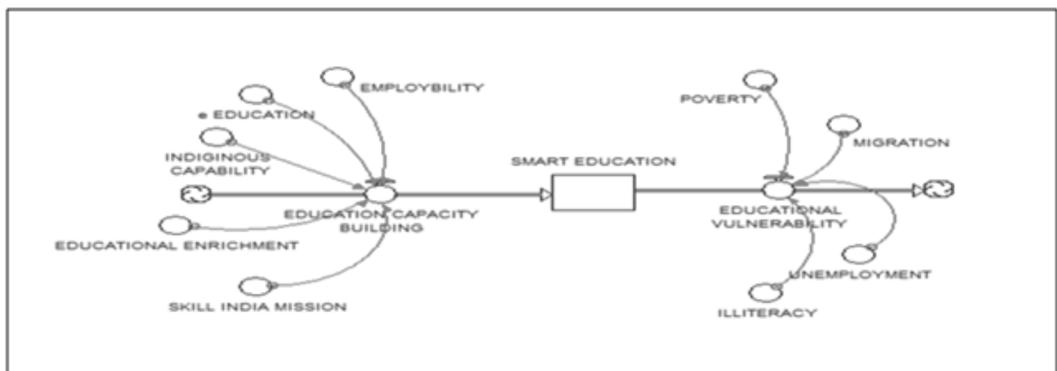 EMPLOYBILITY
e EDUCATION
INDIGINOUS
CAPABILITY
EDUCATION CAPACITY
BUILDING
EDUCATIONAL ENRICHMENT
SKILL INDIA MISSION
SMART EDUCATION
POVERTY
MIGRATION
EDUCATIONAL
VULNERABILITY
UNEMPLOYMENT
ILLITERACY